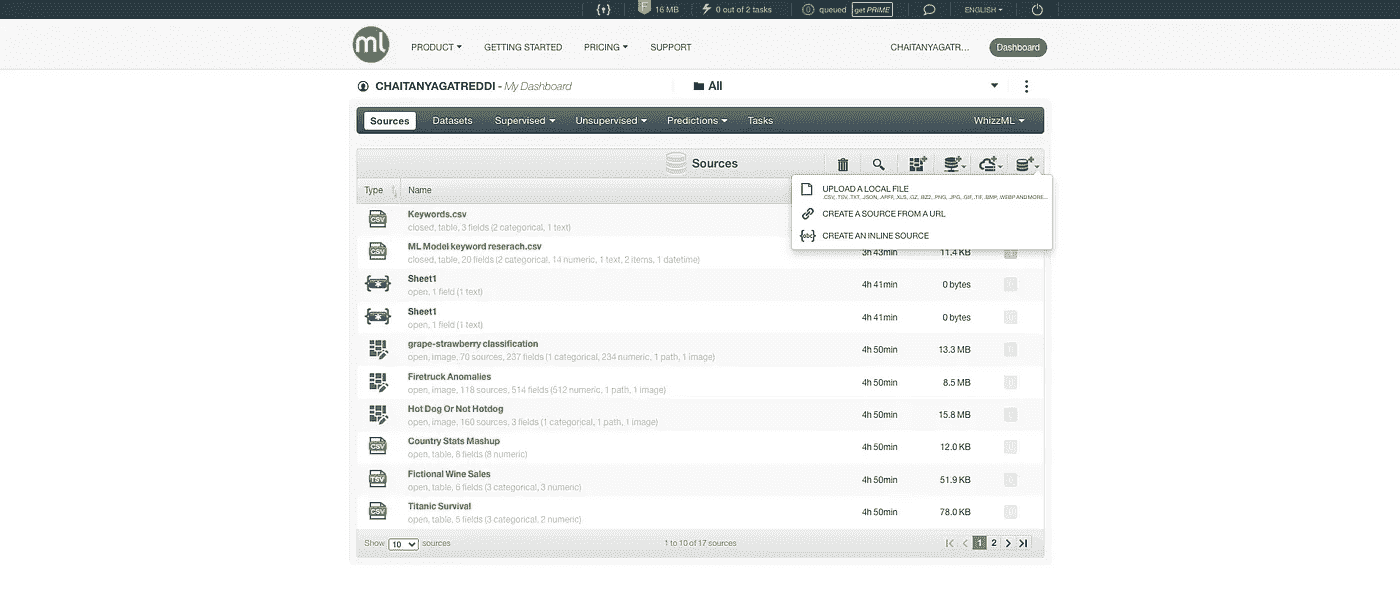 16 MB 0 out of 2 tasks 0 queued get PRIME ENGLISH
ml PRODUCT GETTING STARTED PRICING SUPPORT CHAITANYAGATR... Dashboard
CHAITANYAGATREDDI - My Dashboard All
Sources Datasets Supervised Unsupervised Predictions Tasks WhizzML
Sources
UPLOAD A LOCAL FILE
.CSV, .TSV, .TXT, .JSON, .ARFF, .XLS, .GZ, .BZ2, .PNG, .JPG, .GIF, .TIF, .BMP, .WEBP AND MORE...
CREATE A SOURCE FROM A URL
{abc} CREATE AN INLINE SOURCE
Type Name
CSV Keywords.csv
closed, table, 3 fields (2 categorical, 1 text)
CSV ML Model keyword reserach.csv 3h 43min 11.4 KB
closed, table, 20 fields (2 categorical, 14 numeric, 1 text, 2 items, 1 datetime)
Sheet1 4h 41min 0 bytes
open, 1 field (1 text)
Sheet1 4h 41min 0 bytes
open, 1 field (1 text)
grape-strawberry classification 4h 50min 13.3 MB
open, image, 70 sources, 237 fields (1 categorical, 234 numeric, 1 path, 1 image)
Firetruck Anomalies 4h 50min 8.5 MB
open, image, 118 sources, 514 fields (512 numeric, 1 path, 1 image)
Hot Dog Or Not Hotdog 4h 50min 15.8 MB
open, image, 160 sources, 3 fields (1 categorical, 1 path, 1 image)
CSV Country Stats Mashup 4h 50min 12.0 KB
open, table, 8 fields (8 numeric)
TSV Fictional Wine Sales 4h 50min 51.9 KB
open, table, 6 fields (3 categorical, 3 numeric)
CSV Titanic Survival 4h 50min 78.0 KB
open, table, 5 fields (3 categorical, 2 numeric)
Show 10 sources 1 to 10 of 17 sources 1 2